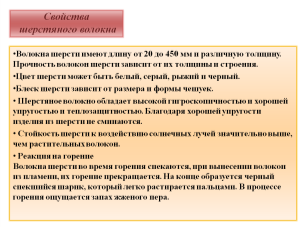 Свойства
шерстяного волокна
•Волокна шерсти имеют длину от 20 до 450 мм и различную толщину.
Прочность волокон шерсти зависит от их толщины и строения.
•Цвет шерсти может быть белый, серый, рыжий и черный.
•Блеск шерсти зависит от размера и формы чешуек.
• Шерстяное волокно обладает высокой гигроскопичностью и хорошей
упругостью и теплозащитностью. Благодаря хорошей упругости
изделия из шерсти не сминаются.
• Стойкость шерсти к воздействию солнечных лучей значительно выше,
чем растительных волокон.
• Реакция на горение
Волокна шерсти во время горения спекаются, при вынесении волокон
из пламени, их горение прекращается. На конце образуется черный
спекшийся шарик, который легко растирается пальцами. В процессе
горения ощущается запах жженого пера.